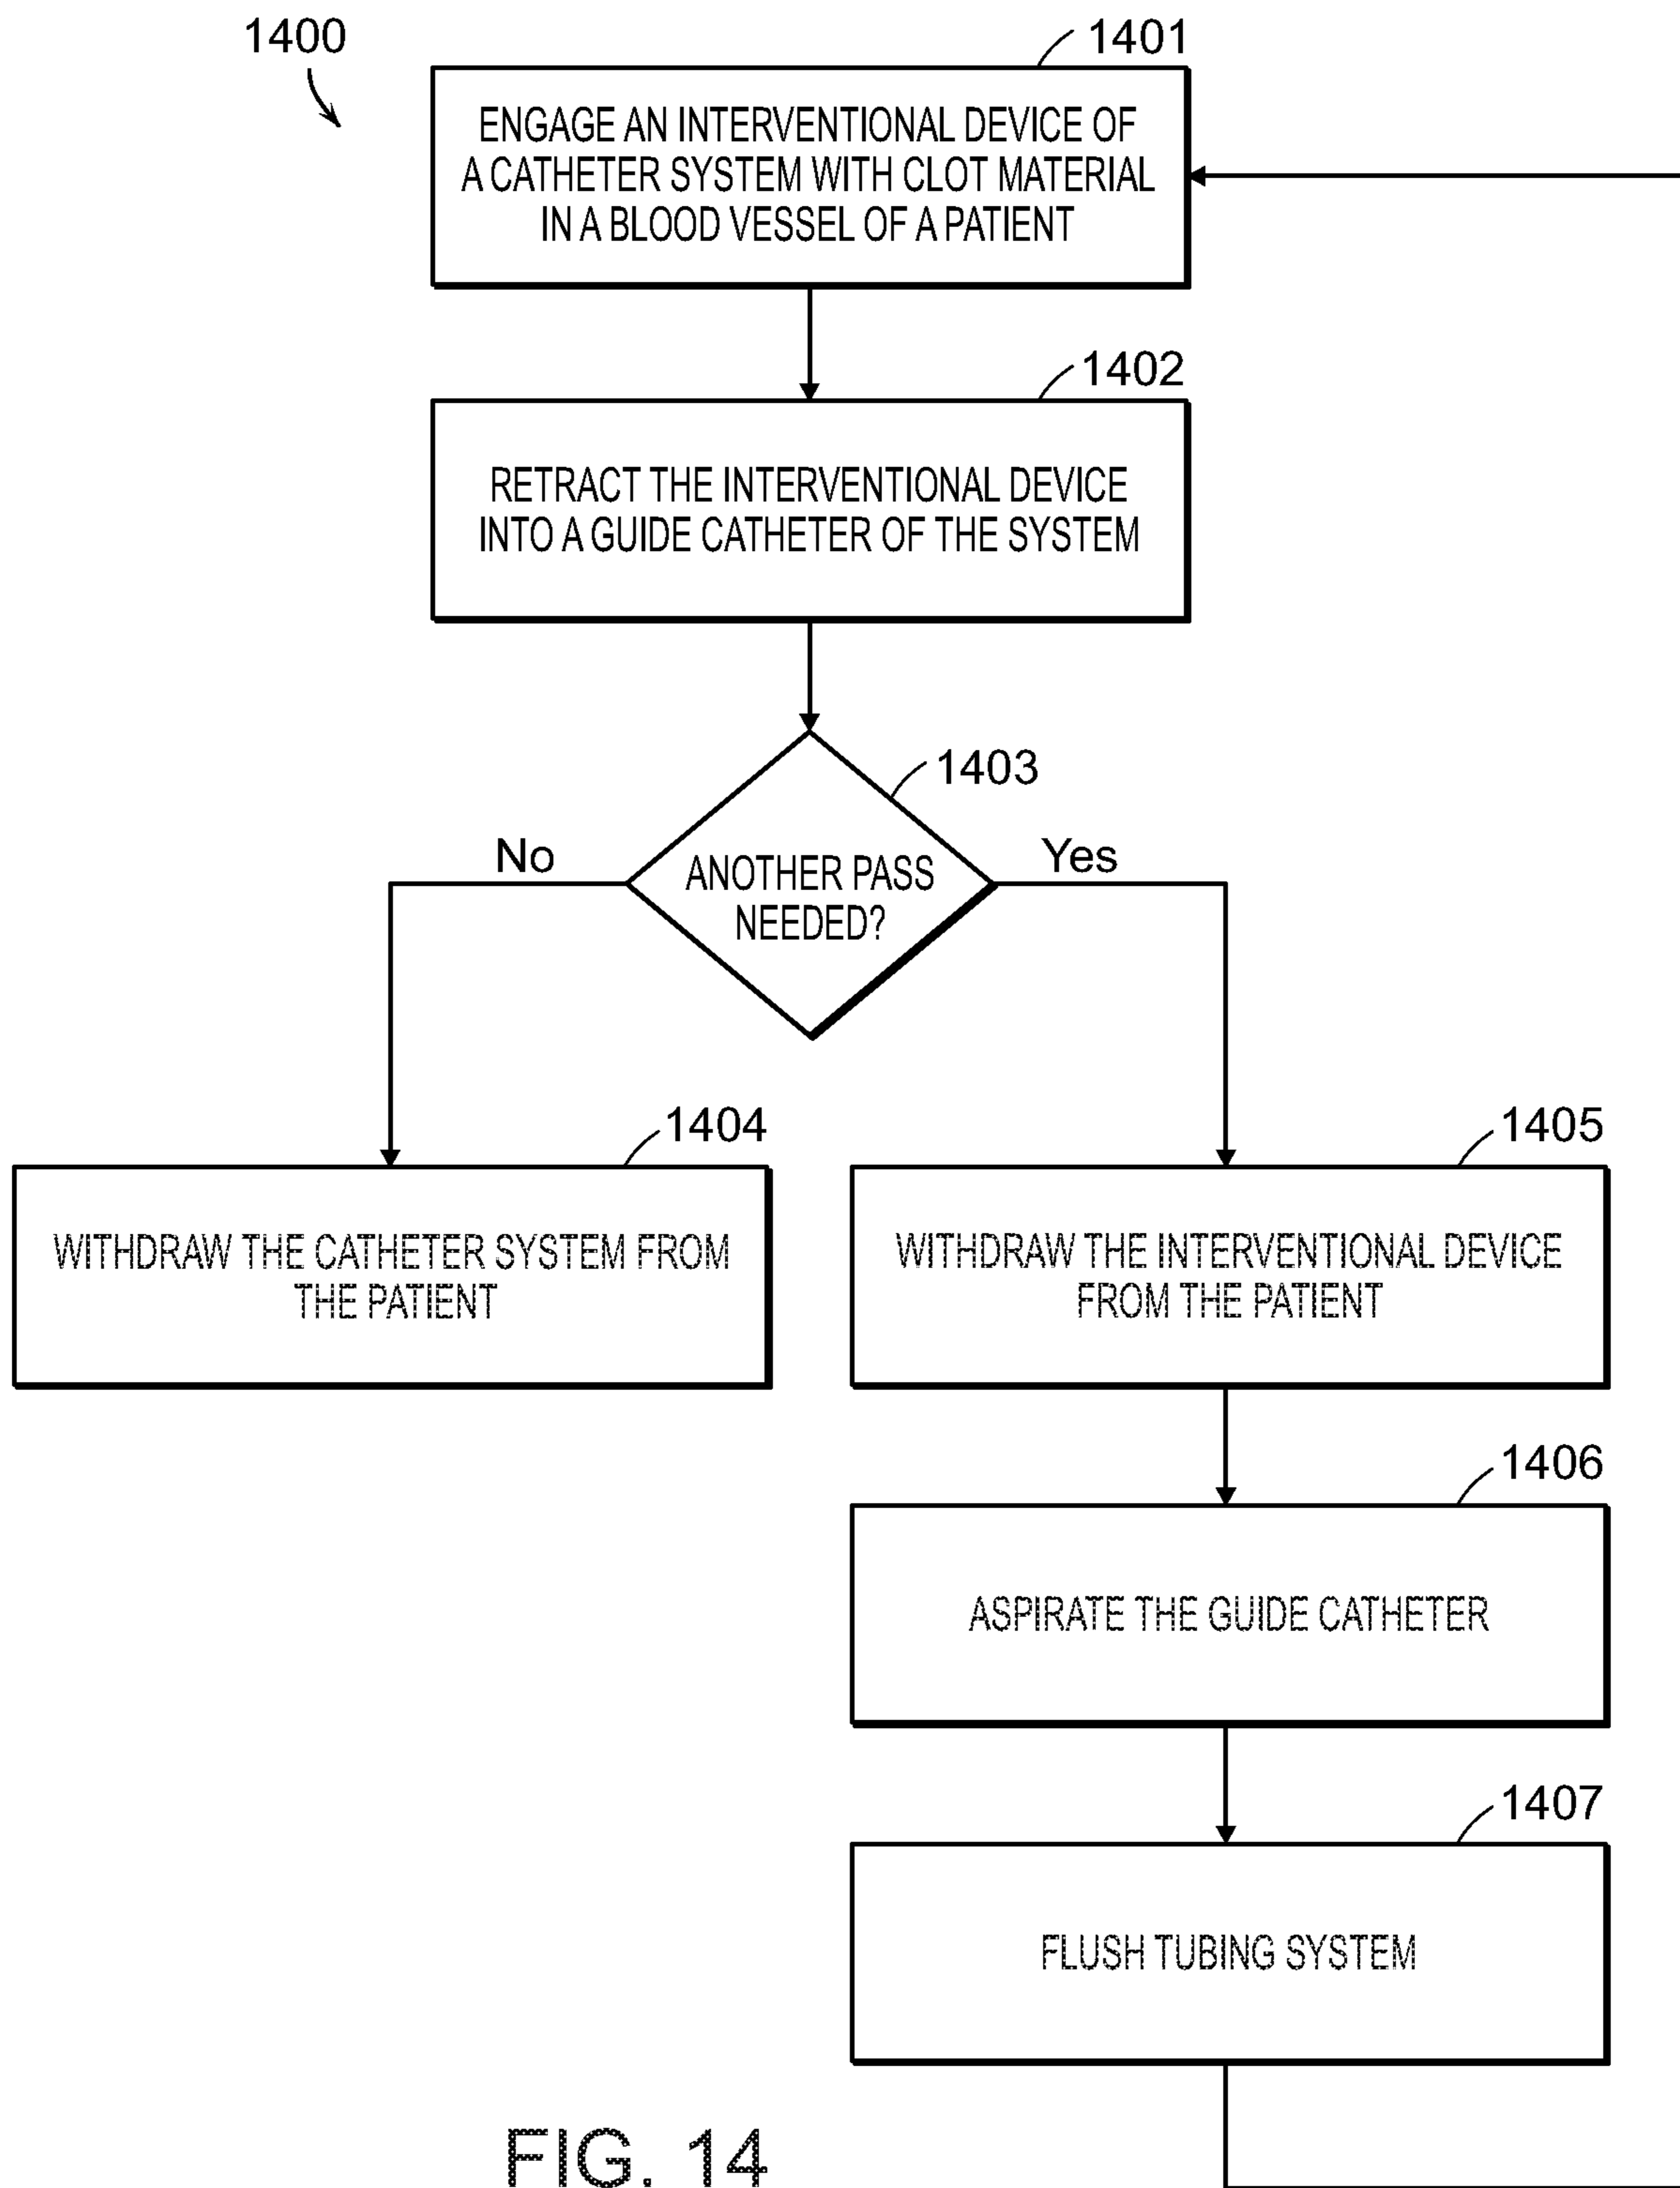 1400
1401
ENGAGE AN INTERVENTIONAL DEVICE OF
A CATHETER SYSTEM WITH CLOT MATERIAL
IN A BLOOD VESSEL OF A PATIENT
1402
RETRACT THE INTERVENTIONAL DEVICE
INTO A GUIDE CATHETER OF THE SYSTEM
1403
No
Yes
ANOTHER PASS
NEEDED?
1404
WITHDRAW THE CATHETER SYSTEM FROM
THE PATIENT
1405
WITHDRAW THE INTERVENTIONAL DEVICE
FROM THE PATIENT
1406
ASPIRATE THE GUIDE CATHETER
1407
FLUSH TUBING SYSTEM
FIG. 14